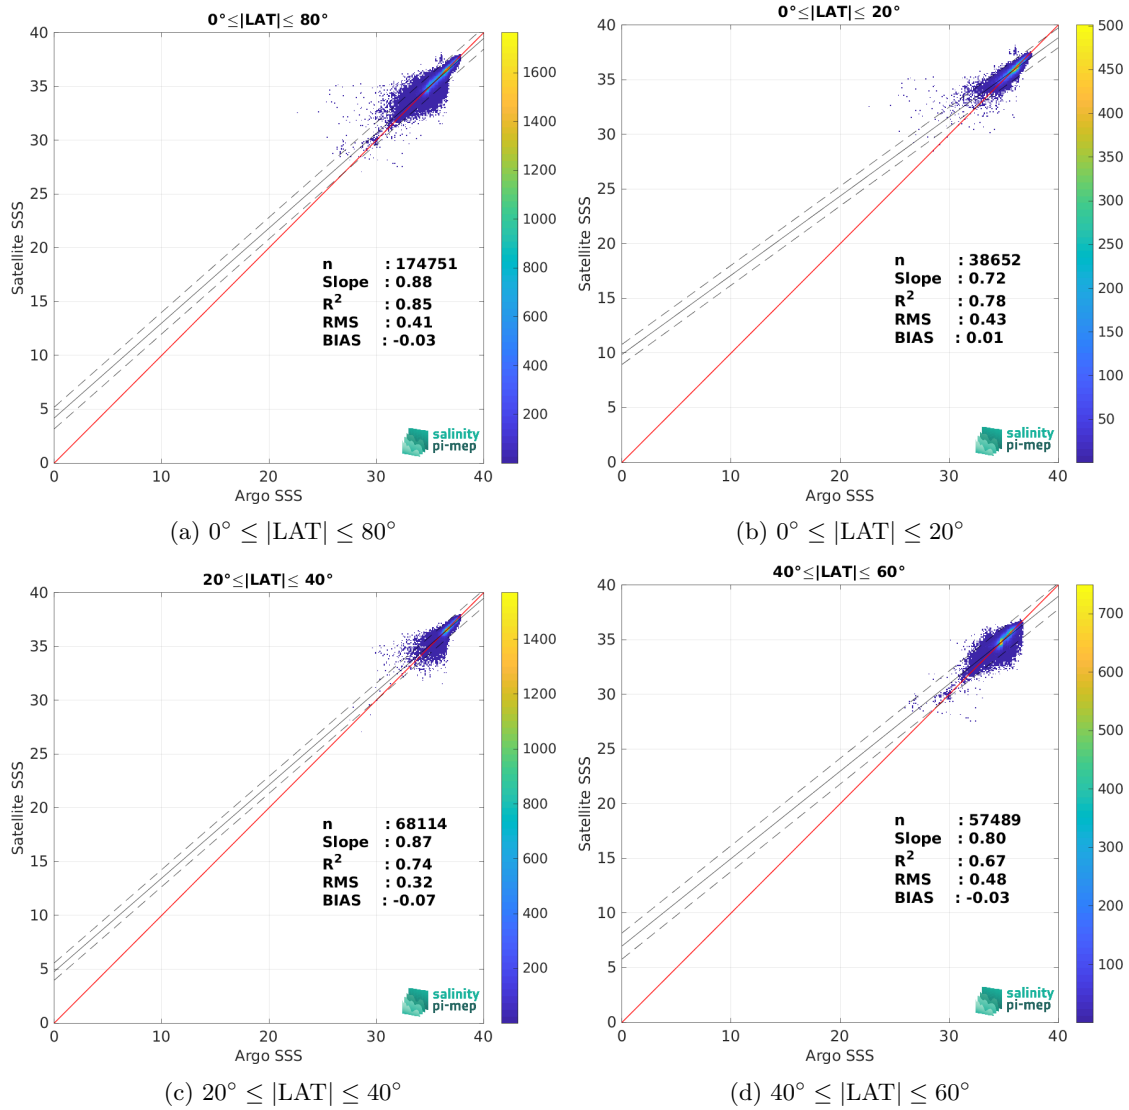 0°≤|LAT|≤ 80°
40
35
30
25
20
15
10
5
0
0
10
20
30
40
Satellite SSS
Argo SSS
n : 174751
Slope : 0.88
R² : 0.85
RMS : 0.41
BIAS : -0.03
salinity
pi-mep
1600
1400
1200
1000
800
600
400
200
(a) 0° ≤ |LAT| ≤ 80°
0°≤|LAT|≤ 20°
40
35
30
25
20
15
10
5
0
0
10
20
30
40
Satellite SSS
Argo SSS
n : 38652
Slope : 0.72
R² : 0.78
RMS : 0.43
BIAS : 0.01
salinity
pi-mep
500
450
400
350
300
250
200
150
100
50
(b) 0° ≤ |LAT| ≤ 20°
20°≤|LAT|≤ 40°
40
35
30
25
20
15
10
5
0
0
10
20
30
40
Satellite SSS
Argo SSS
n : 68114
Slope : 0.87
R² : 0.74
RMS : 0.32
BIAS : -0.07
salinity
pi-mep
1400
1200
1000
800
600
400
200
(c) 20° ≤ |LAT| ≤ 40°
40°≤|LAT|≤ 60°
40
35
30
25
20
15
10
5
0
0
10
20
30
40
Satellite SSS
Argo SSS
n : 57489
Slope : 0.80
R² : 0.67
RMS : 0.48
BIAS : -0.03
salinity
pi-mep
700
600
500
400
300
200
100
(d) 40° ≤ |LAT| ≤ 60°